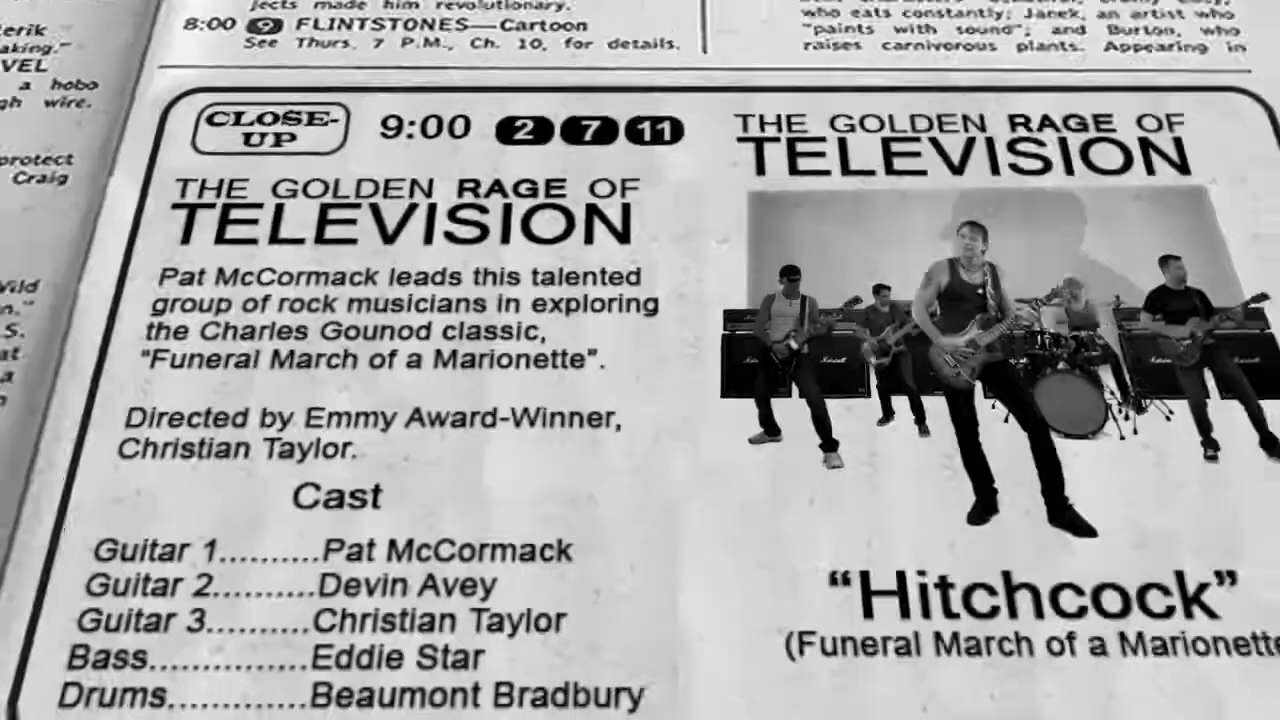 jects made him revolutionary.
8:00 9 FLINTSTONES—Cartoon
See Thurs. 7 P.M., Ch. 10, for details.
who eats constantly; Janek, an artist who
"paints with sound"; and Burton, who
raises carnivorous plants. Appearing in
erik
aking."
VEL
a hobo
gh wire.
protect
Craig
S.
at
a
CLOSE-
UP
9:00 2 7 11
THE GOLDEN RAGE OF
TELEVISION
Pat McCormack leads this talented
group of rock musicians in exploring
the Charles Gounod classic,
"Funeral March of a Marionette".
Directed by Emmy Award-Winner,
Christian Taylor.
Cast
Guitar 1..........Pat McCormack
Guitar 2..........Devin Avey
Guitar 3..........Christian Taylor
Bass...............Eddie Star
Drums.............Beaumont Bradbury
THE GOLDEN RAGE OF
TELEVISION
"Hitchcock"
(Funeral March of a Marionette